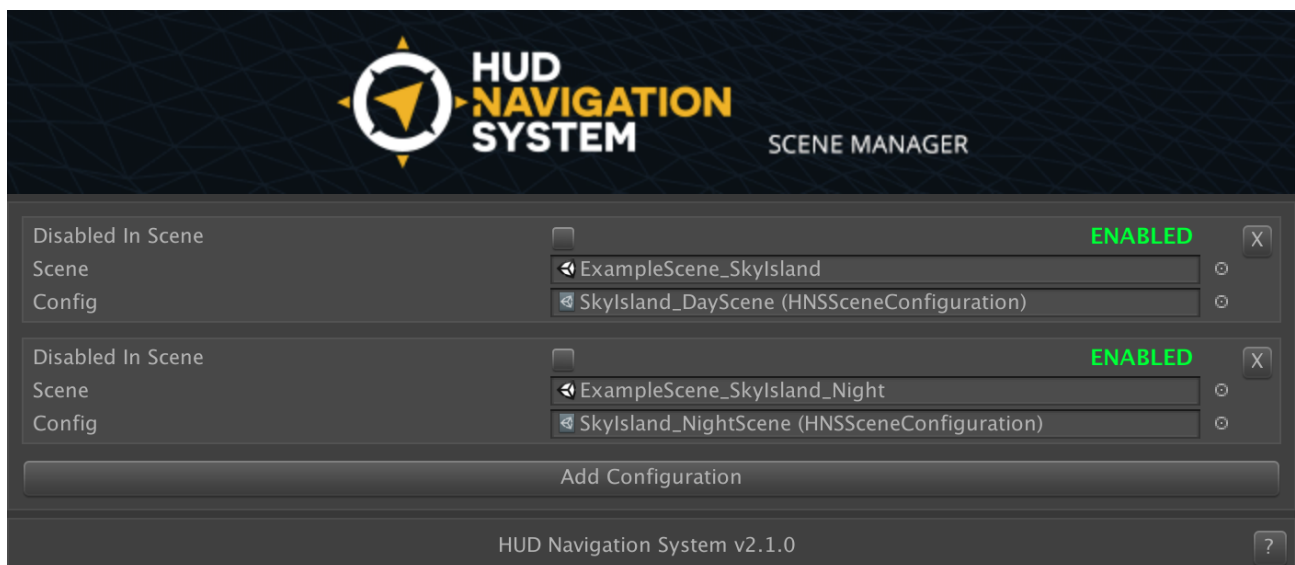 HUD
NAVIGATION
SYSTEM
SCENE MANAGER
Disabled In Scene ENABLED X
Scene ExampleScene_SkyIsland
Config SkyIsland_DayScene (HNSSceneConfiguration)
Disabled In Scene ENABLED X
Scene ExampleScene_SkyIsland_Night
Config SkyIsland_NightScene (HNSSceneConfiguration)
Add Configuration
HUD Navigation System v2.1.0 ?